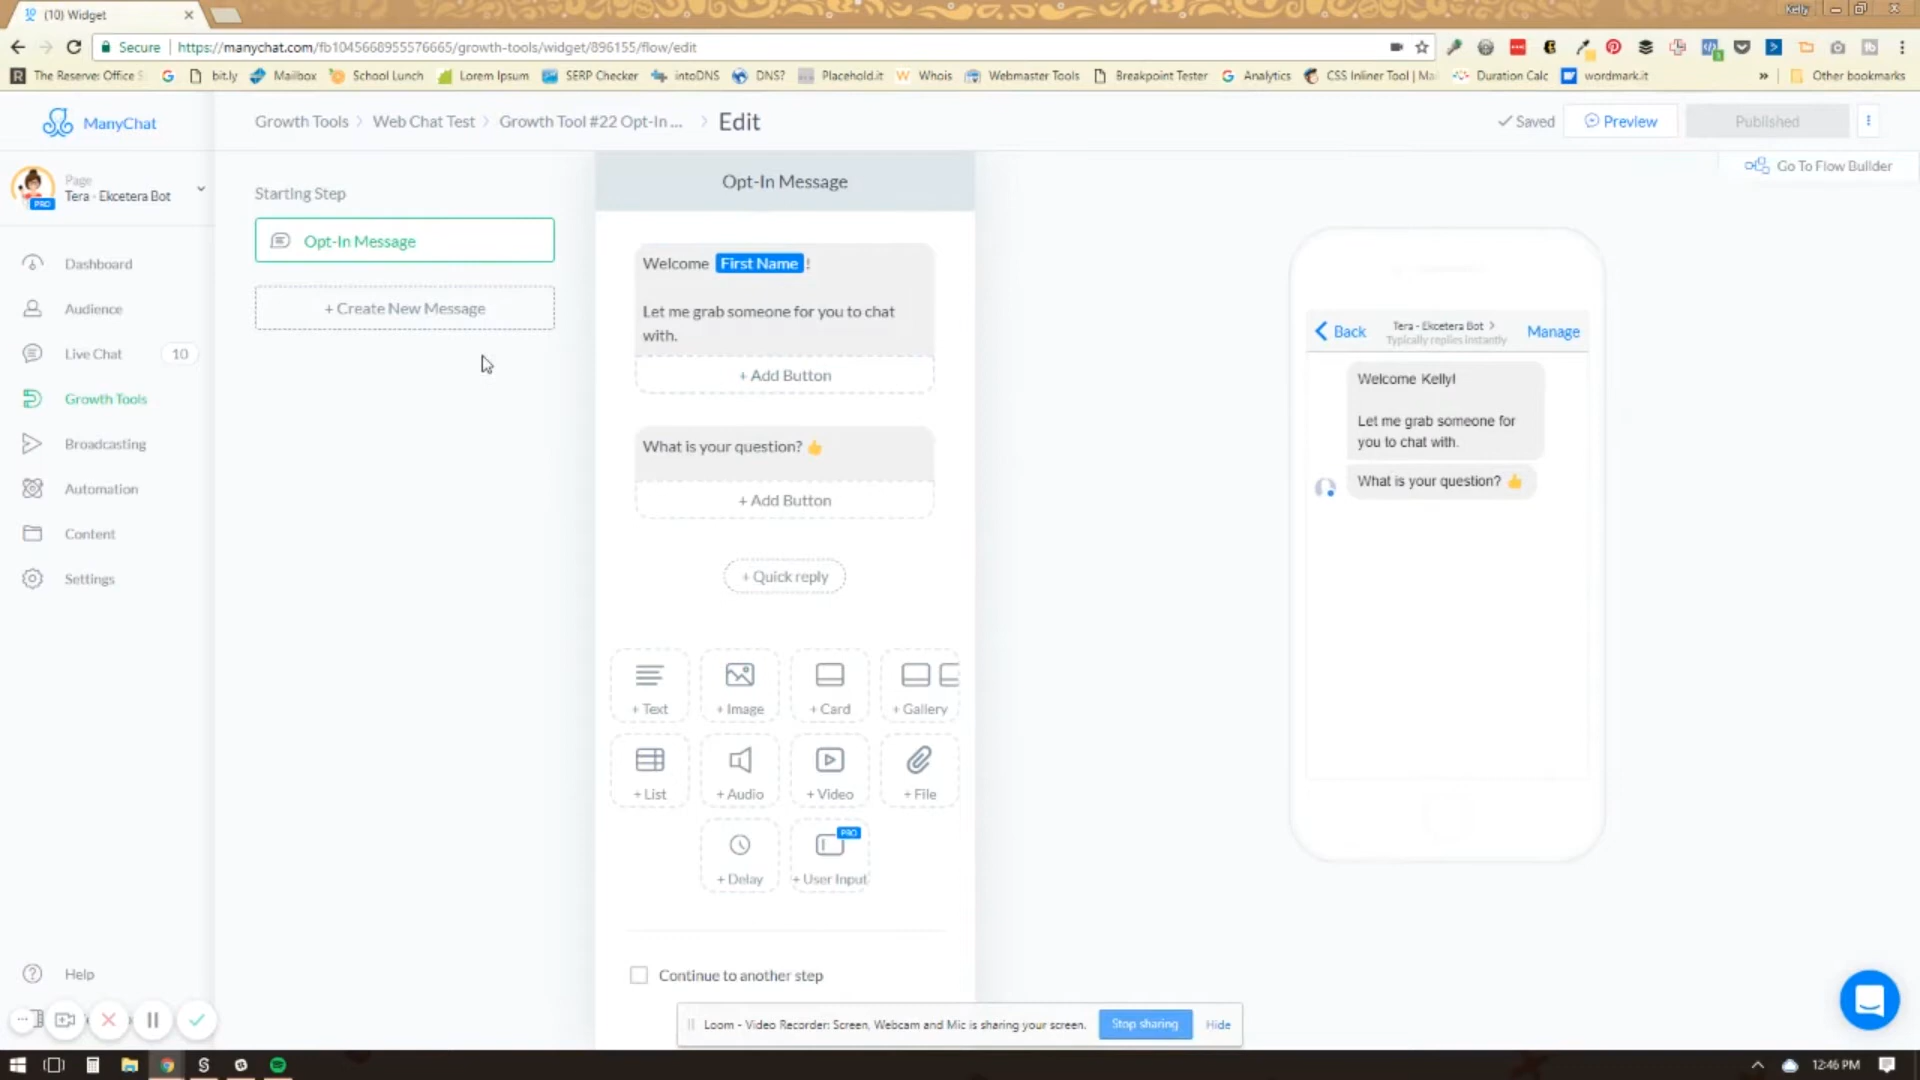 (10) Widget
Kelly
Secure
https://manychat.com/fb1045668955576665/growth-tools/widget/896155/flow/edit
The Reserve: Office S
bit.ly
Mailbox
School Lunch
Lorem Ipsum
SERP Checker
intoDNS
DNS?
Placehold.it
Whois
Webmaster Tools
Breakpoint Tester
Analytics
CSS Inliner Tool | Ma
Duration Calc
wordmark.it
»
Other bookmarks
ManyChat
Growth Tools > Web Chat Test > Growth Tool #22 Opt-In ... > Edit
Saved
Preview
Published
Page
Tera - Ekcetera Bot
PRO
Go To Flow Builder
Dashboard
Audience
Live Chat 10
Growth Tools
Broadcasting
Automation
Content
Settings
Help
Starting Step
Opt-In Message
+ Create New Message
Opt-In Message
Welcome First Name !
Let me grab someone for you to chat
with.
+ Add Button
What is your question? 👍
+ Add Button
+ Quick reply
+ Text
+ Image
+ Card
+ Gallery
+ List
+ Audio
+ Video
+ File
+ Delay
PRO
+ User Input
Continue to another step
Back
Tera - Ekcetera Bot >
Typically replies instantly
Manage
Welcome Kelly!
Let me grab someone for
you to chat with.
What is your question? 👍
Loom - Video Recorder: Screen, Webcam and Mic is sharing your screen.
Stop sharing
Hide
12:46 PM